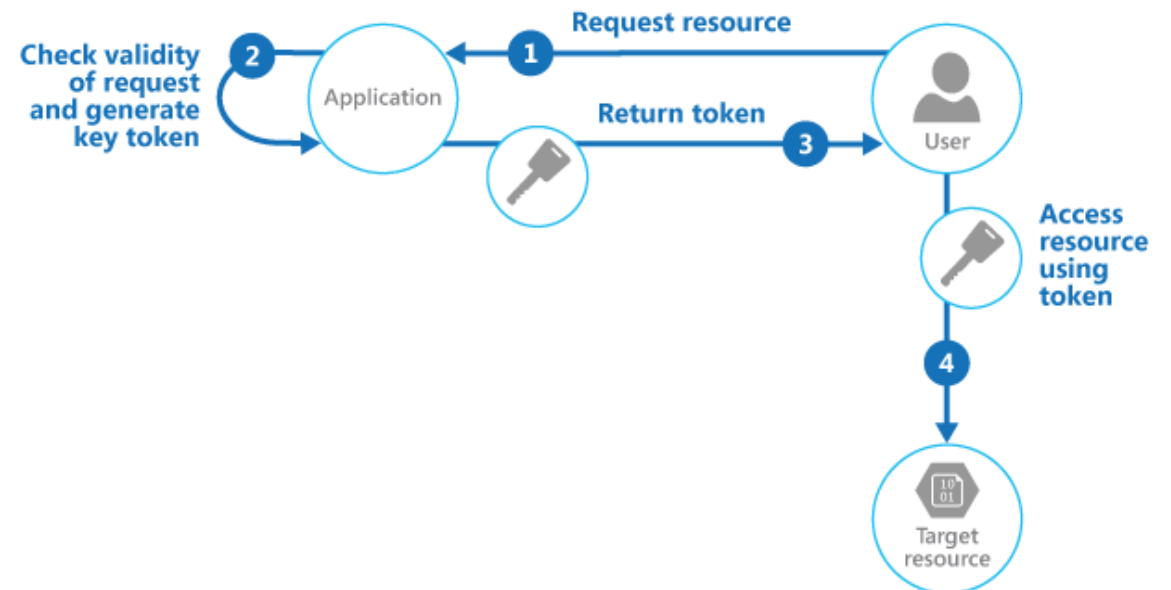 Request resource
1
2
Check validity
of request
and generate
key token
Application
Return token
3
User
Access
resource
using
token
4
10
01
Target
resource